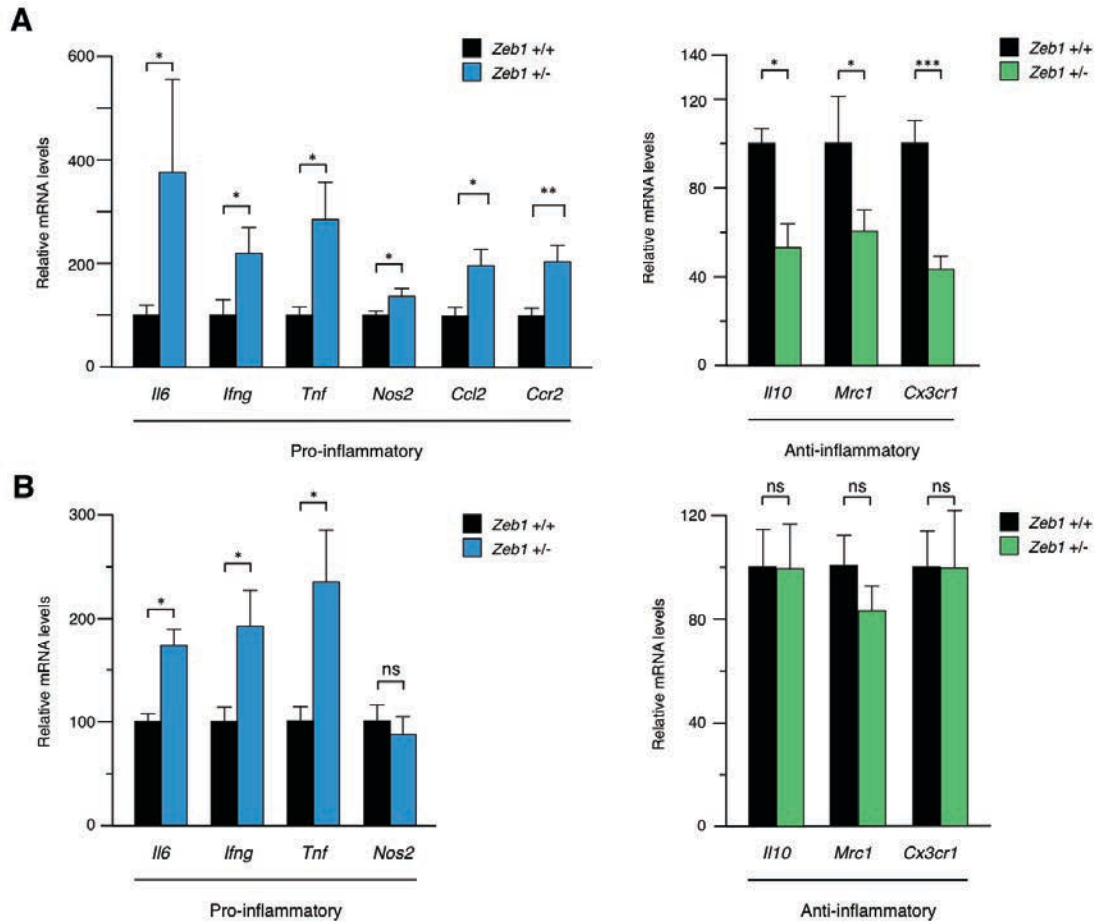 A
Zeb1 +/+
Zeb1 +/-
Relative mRNA levels
600
400
200
0
*
*
*
*
*
**
Il6 Ifng Tnf Nos2 Ccl2 Ccr2
Pro-inflammatory
Zeb1 +/+
Zeb1 +/-
Relative mRNA levels
140
120
80
40
0
*
*
***
Il10 Mrc1 Cx3cr1
Anti-inflammatory
B
Zeb1 +/+
Zeb1 +/-
Relative mRNA levels
300
200
100
0
*
*
*
ns
Il6 Ifng Tnf Nos2
Pro-inflammatory
Zeb1 +/+
Zeb1 +/-
Relative mRNA levels
120
80
40
0
ns ns ns
Il10 Mrc1 Cx3cr1
Anti-inflammatory